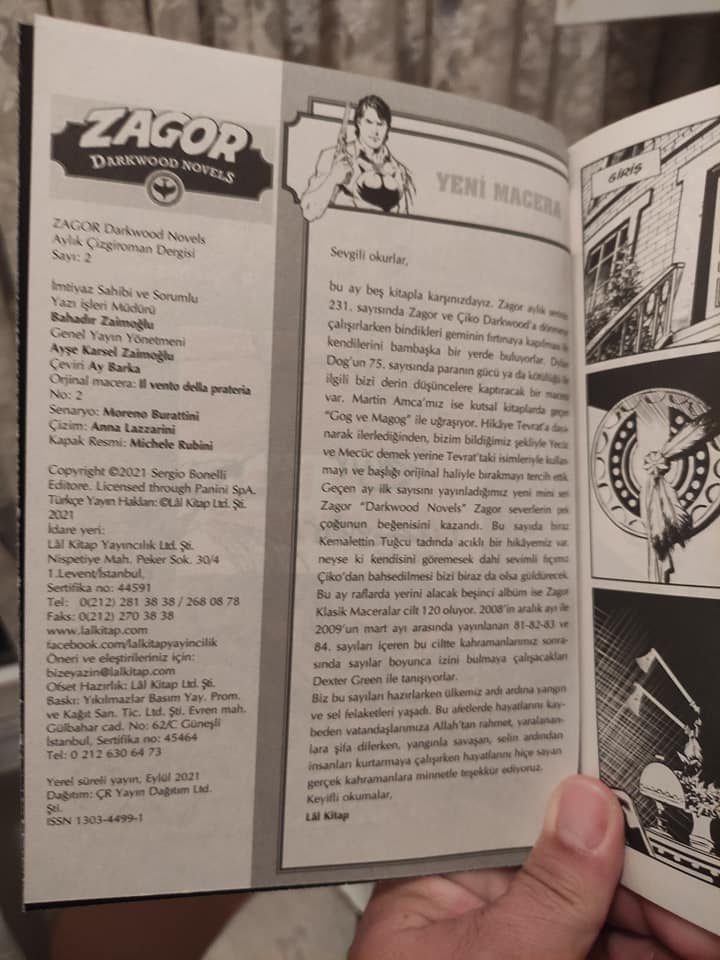 ZAGOR
DARKWOOD NOVELS
ZAGOR Darkwood Novels
Aylık Çizgiroman Dergisi
Sayı: 2
İmtiyaz Sahibi ve Sorumlu
Yazı işleri Müdürü
Bahadır Zaimoğlu
Genel Yayın Yönetmeni
Ayşe Karsel Zaimoğlu
Çeviri Ay Barka
Orjinal macera: Il vento della prateria
No: 2
Senaryo: Moreno Burattini
Çizim: Anna Lazzarini
Kapak Resmi: Michele Rubini
Copyright ©2021 Sergio Bonelli
Editore. Licensed through Panini SpA.
Türkçe Yayın Hakları: ©Lâl Kitap Ltd. Şti.
2021
İdare yeri:
Lâl Kitap Yayıncılık Ltd. Şti.
Nispetiye Mah. Peker Sok. 30/4
1.Levent/İstanbul,
Sertifika no: 44591
Tel: 0(212) 281 38 38 / 268 08 78
Faks: 0(212) 270 38 38
www.lalkitap.com
facebook.com/lalkitapyayincilik
Öneri ve eleştirileriniz için:
bizeyazin@lalkitap.com
Ofset Hazırlık: Lâl Kitap Ltd. Şti.
Baskı: Yıkılmazlar Basım Yay. Prom.
ve Kağıt San. Tic. Ltd. Şti. Evren mah.
Gülbahar cad. No: 62/C Güneşli
İstanbul, Sertifika no: 45464
Tel: 0 212 630 64 73
Yerel süreli yayın, Eylül 2021
Dağıtım: ÇR Yayın Dağıtım Ltd.
Şti.
ISSN 1303-4499-1
YENİ MACERA
Sevgili okurlar,
bu ay beş kitapla karşınızdayız. Zagor aylık
231. sayısında Zagor ve Çiko Darkwood'a
çalışırlarken bindikleri geminin fırtınaya
kendilerini bambaşka bir yerde buluyorlar. Dylan
Dog'un 75. sayısında paranın gücü ya da
ilgili bizi derin düşüncelere kaptıracak bir
var. Martin Amca'mız ise kutsal kitaplarda geçen
"Gog ve Magog" ile uğraşıyor. Hikâye Tevrat'a daya-
narak ilerlediğinden, bizim bildiğimiz şekliyle Yecüc
ve Mecüc demek yerine Tevrat'taki isimleriyle kullan-
mayı ve başlığı orijinal haliyle bırakmayı tercih ettik.
Geçen ay ilk sayısını yayınladığımız yeni mini seri
Zagor "Darkwood Novels" Zagor severlerin pek
çoğunun beğenisini kazandı. Bu sayıda biraz
Kemalettin Tuğcu tadında acıklı bir hikâyemiz var.
neyse ki kendisini göremesek dahi sevimli
Çiko'dan bahsedilmesi bizi biraz da olsa güldürecek.
Bu ay raflarda yerini alacak beşinci albüm ise Zagor
Klasik Maceralar cilt 120 oluyor. 2008'in aralık ayı ile
2009'un mart ayı arasında yayınlanan 81-82-83 ve
84. sayıları içeren bu ciltte kahramanlarımız sonra-
sında sayılar boyunca izini bulmaya çalışacakları
Dexter Green ile tanışıyorlar.
Biz bu sayıları hazırlarken ülkemiz ardı ardına yangın
ve sel felaketleri yaşadı. Bu afetlerde hayatlarını kay-
beden vatandaşlarımıza Allah'tan rahmet, yaralanan-
lara şifa dilerken, yangınla savaşan, selin ardından
insanları kurtarmaya çalışırken hayatlarını hiçe sayan
gerçek kahramanlara minnetle teşekkür ediyoruz.
Keyifli okumalar,
Lâl Kitap
GİRİŞ